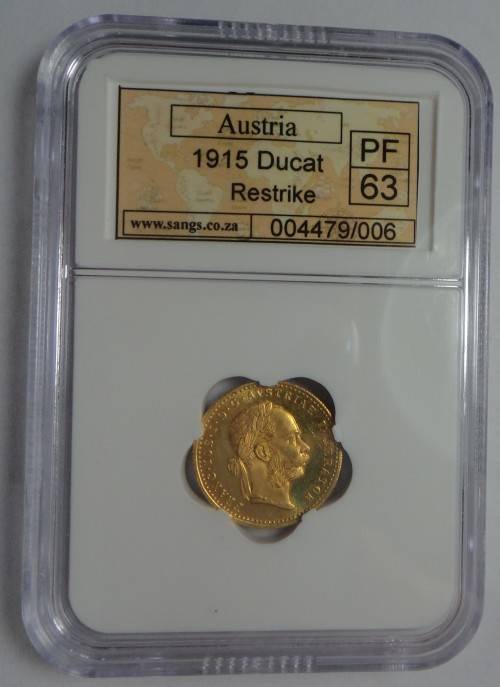 Austria
1915 Ducat
Restrike
PF
63
www.sangs.co.za
004479/006